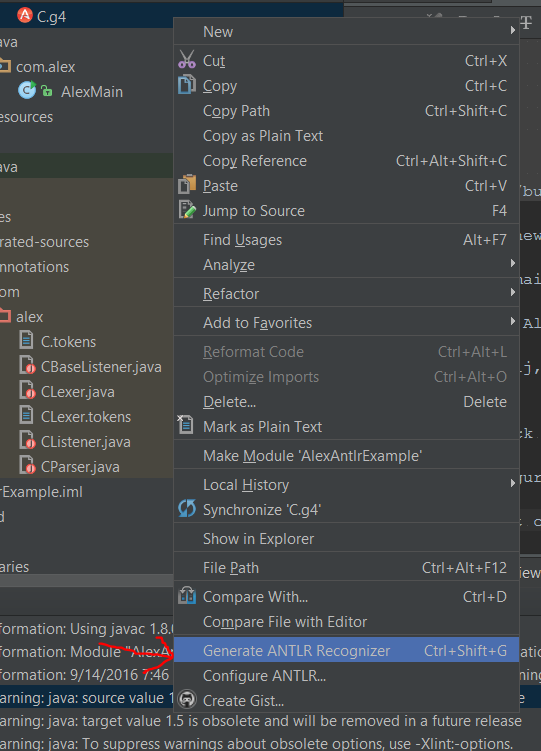 C.g4
New
ava
Cut Ctrl+X
com.alex
Copy Ctrl+C
AlexMain
Copy Path Ctrl+Shift+C
esources
Copy as Plain Text
Copy Reference Ctrl+Alt+Shift+C
ava
Paste Ctrl+V
Jump to Source F4
es
Find Usages Alt+F7
rated-sources
Analyze
nnotations
Refactor
om
alex
Add to Favorites
C.tokens
Reformat Code Ctrl+Alt+L
CBaseListener.java
Optimize Imports Ctrl+Alt+O
CLexer.java
Delete... Delete
CLexer.tokens
Mark as Plain Text
CListener.java
Make Module 'AlexAntlrExample'
CParser.java
Local History
rExample.iml
Synchronize 'C.g4'
d
Show in Explorer
aries
File Path Ctrl+Alt+F12
Compare With... Ctrl+D
Compare File with Editor
formation: Using javac 1.8.
formation: Module "AlexA
Generate ANTLR Recognizer Ctrl+Shift+G
formation: 9/14/2016 7:46
Configure ANTLR...
arning: java: source value 1
Create Gist...
arning: java: target value 1.5 is obsolete and will be removed in a future release
arning: java: To suppress warnings about obsolete options, use -Xlint:-options.